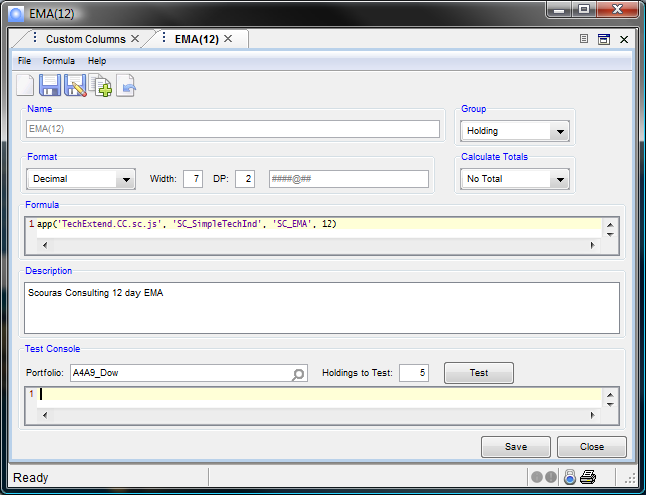 EMA(12)
Custom Columns
EMA(12)
File Formula Help
Name
EMA(12)
Group
Holding
Format
Decimal
Width: 7 DP: 2 ####@##
Calculate Totals
No Total
Formula
1 app('TechExtend.CC.sc.js', 'SC_SimpleTechInd', 'SC_EMA', 12)
Description
Scouras Consulting 12 day EMA
Test Console
Portfolio: A4A9_Dow Holdings to Test: 5 Test
1
Save Close
Ready